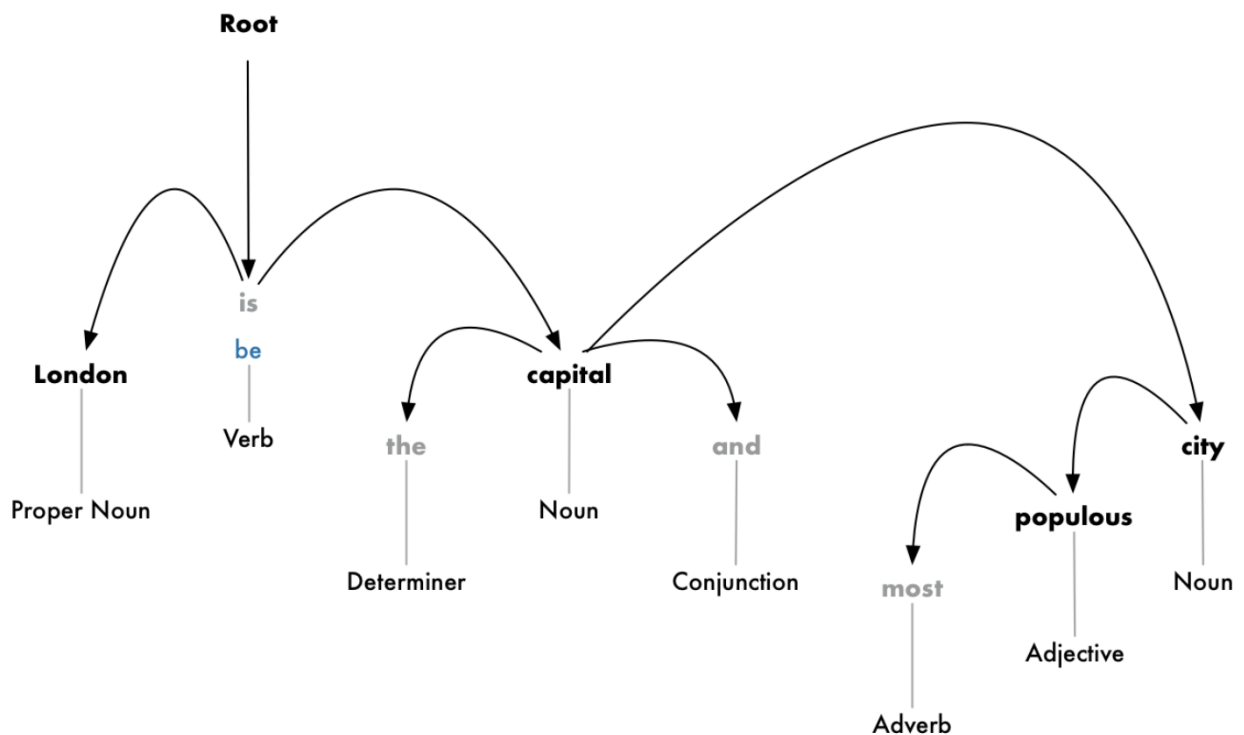 Root
is
be
London
Verb
capital
the
and
city
Proper Noun
Noun
populous
Determiner
Conjunction
most
Noun
Adjective
Adverb